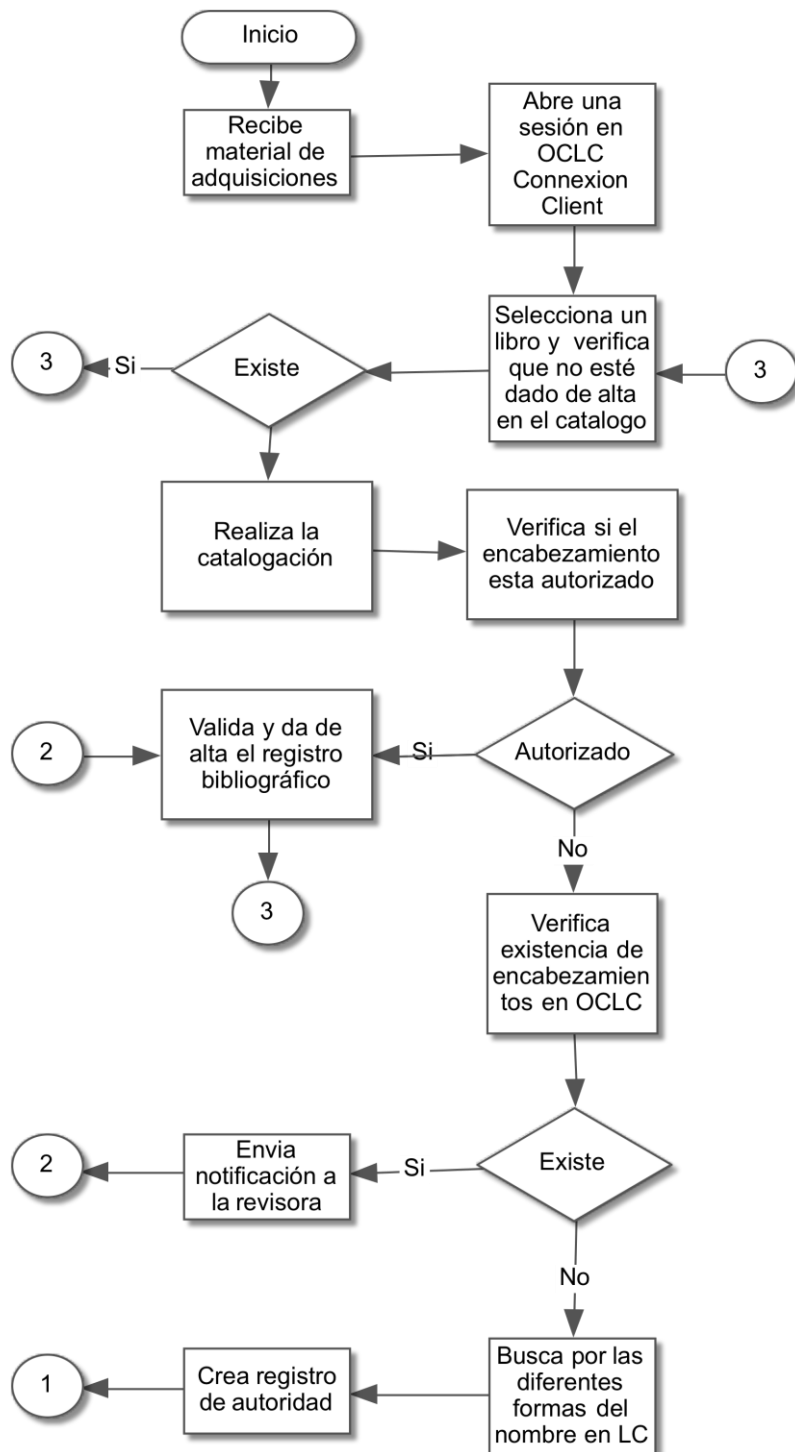 Inicio
Recibe
material de
adquisiciones
Abre una
sesión en
OCLC
Connexion
Client
Selecciona un
libro y verifica
que no esté
dado de alta
en el catalogo
3
Existe
Si
3
Realiza la
catalogación
Verifica si el
encabezamiento
esta autorizado
Autorizado
Si
Valida y da de
alta el registro
bibliográfico
2
3
No
Verifica
existencia de
encabezamien
tos en OCLC
Existe
Si
Envia
notificación a
la revisora
2
No
Busca por las
diferentes
formas del
nombre en LC
Crea registro
de autoridad
1